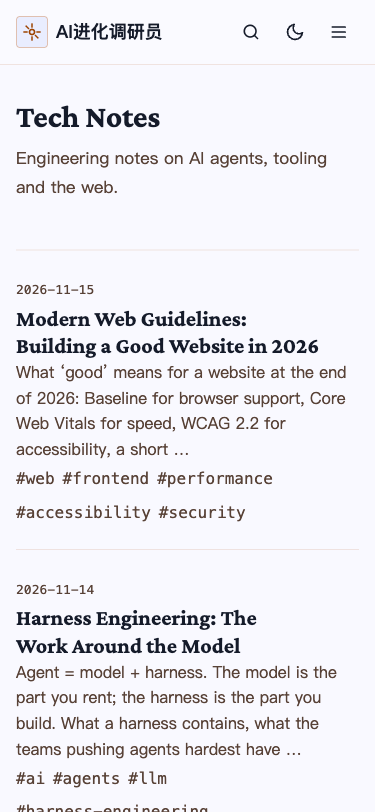 AI进化调研员
Tech Notes
Engineering notes on AI agents, tooling
and the web.
2026-11-15
Modern Web Guidelines:
Building a Good Website in 2026
What ‘good’ means for a website at the end
of 2026: Baseline for browser support, Core
Web Vitals for speed, WCAG 2.2 for
accessibility, a short …
#web #frontend #performance
#accessibility #security
2026-11-14
Harness Engineering: The
Work Around the Model
Agent = model + harness. The model is the
part you rent; the harness is the part you
build. What a harness contains, what the
teams pushing agents hardest have …
#ai #agents #llm
#harness-engineering